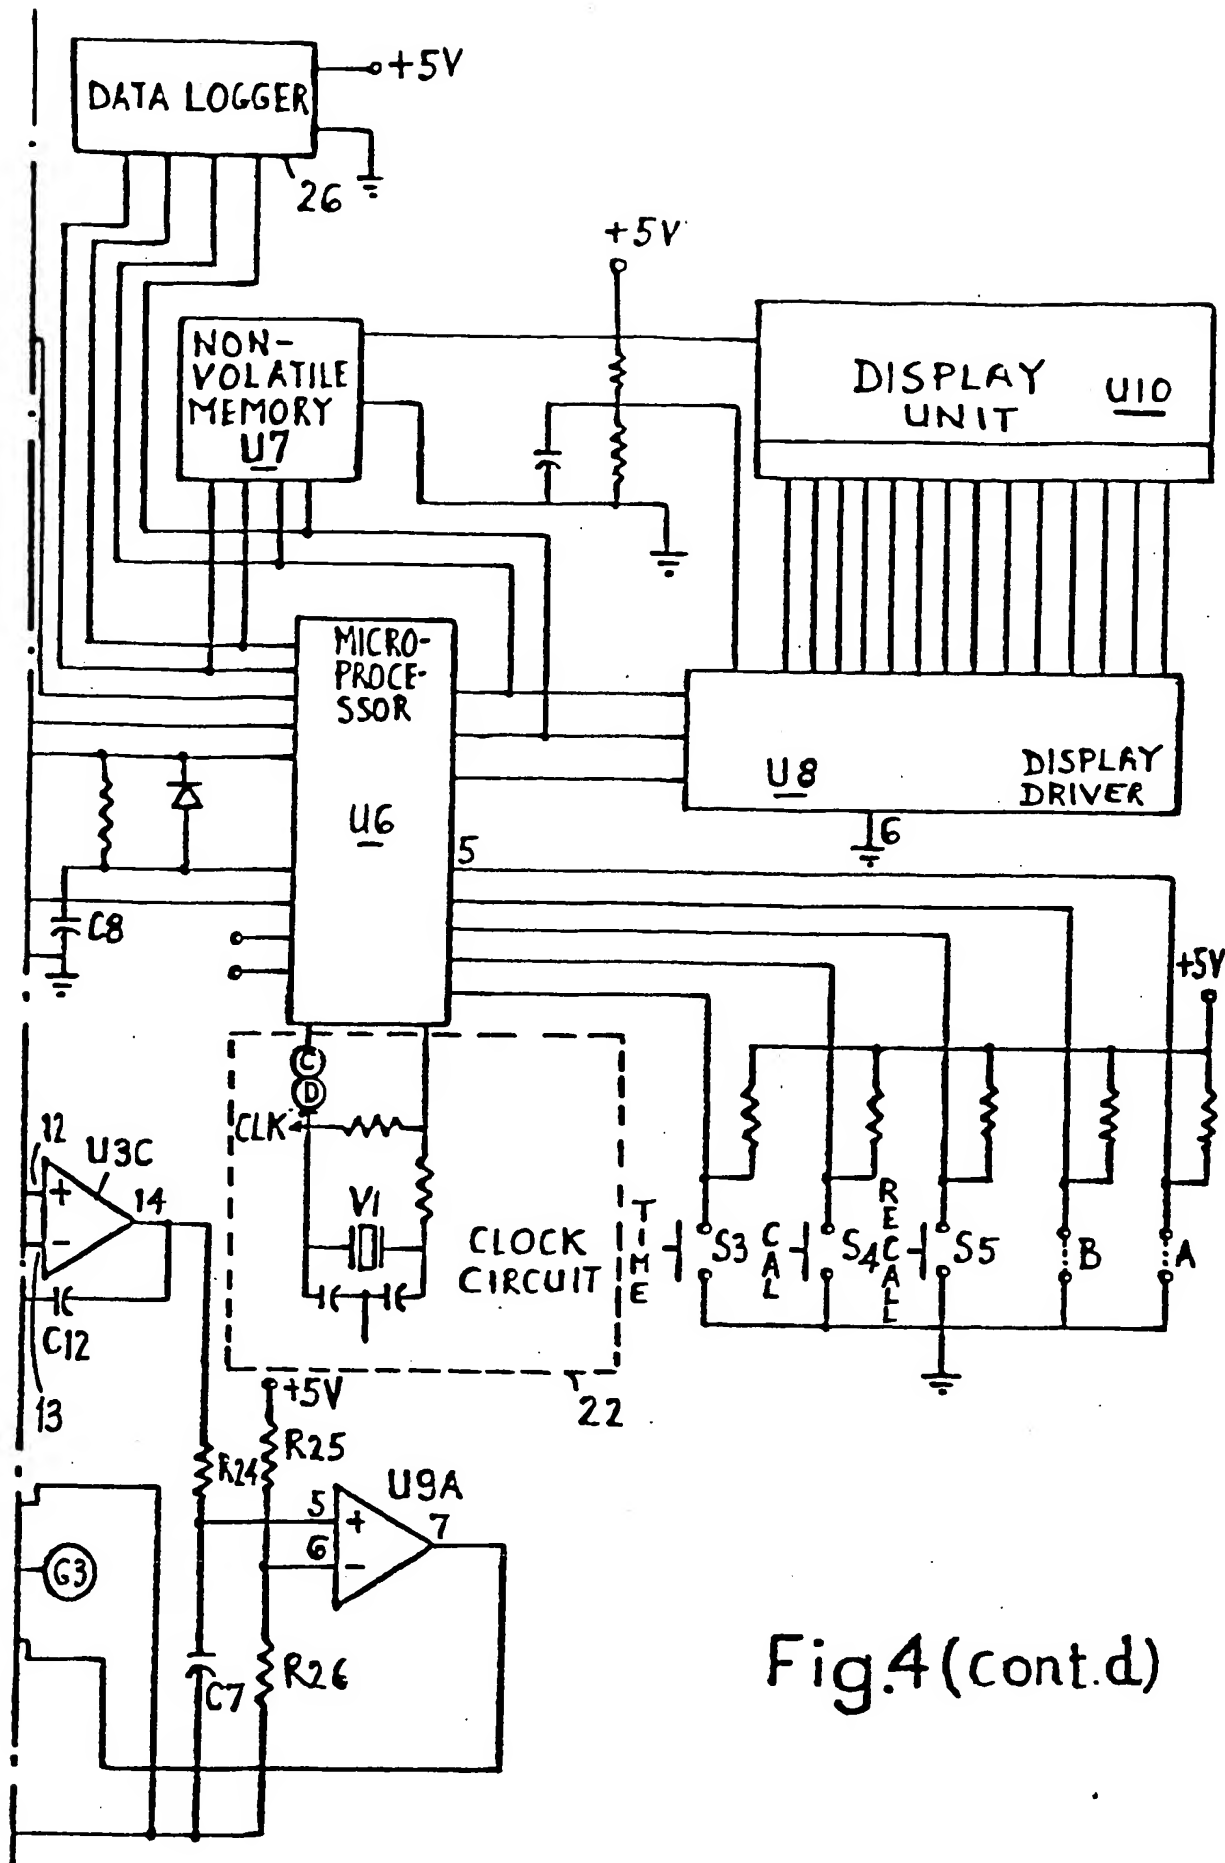 DATA LOGGER
+5V
26
+5V
NON-
VOLATILE
MEMORY
U7
DISPLAY
UNIT
U10
MICRO-
PROCE-
SSOR
U6
U8
DISPLAY
DRIVER
6
5
C8
+5V
C
D
CLK
12
U3C
+
14
-
V1
CLOCK
CIRCUIT
TIME
S3
CAL
S4
RECALL
S5
B
A
C12
13
22
+5V
R25
R24
U9A
5
+
7
6
-
G3
R26
C7
Fig.4 (cont.d)